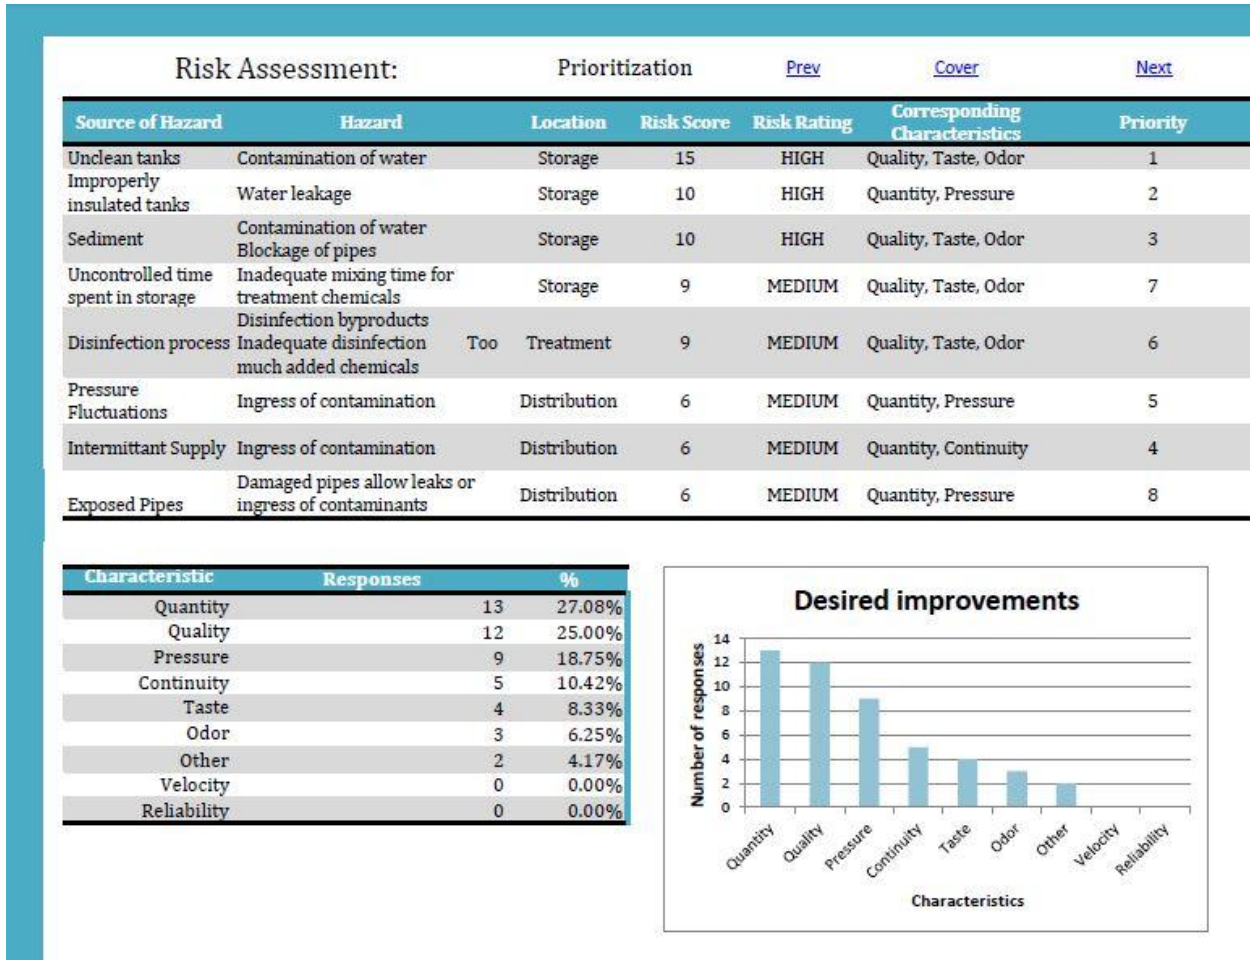 Risk Assessment: Prioritization Prev Cover Next
Source of Hazard Hazard Location Risk Score Risk Rating Corresponding Characteristics Priority
Unclean tanks Contamination of water Storage 15 HIGH Quality, Taste, Odor 1
Improperly
insulated tanks Water leakage Storage 10 HIGH Quantity, Pressure 2
Sediment Contamination of water
Blockage of pipes Storage 10 HIGH Quality, Taste, Odor 3
Uncontrolled time
spent in storage Inadequate mixing time for
treatment chemicals Storage 9 MEDIUM Quality, Taste, Odor 7
Disinfection process Disinfection byproducts
Inadequate disinfection Too
much added chemicals Treatment 9 MEDIUM Quality, Taste, Odor 6
Pressure
Fluctuations Ingress of contamination Distribution 6 MEDIUM Quantity, Pressure 5
Intermittant Supply Ingress of contamination Distribution 6 MEDIUM Quantity, Continuity 4
Exposed Pipes Damaged pipes allow leaks or
ingress of contaminants Distribution 6 MEDIUM Quantity, Pressure 8
Characteristic Responses %
Quantity 13 27.08%
Quality 12 25.00%
Pressure 9 18.75%
Continuity 5 10.42%
Taste 4 8.33%
Odor 3 6.25%
Other 2 4.17%
Velocity 0 0.00%
Reliability 0 0.00%
Desired improvements
Number of responses
14
12
10
8
6
4
2
0
Quantity Quality Pressure Continuity Taste Odor Other Velocity Reliability
Characteristics